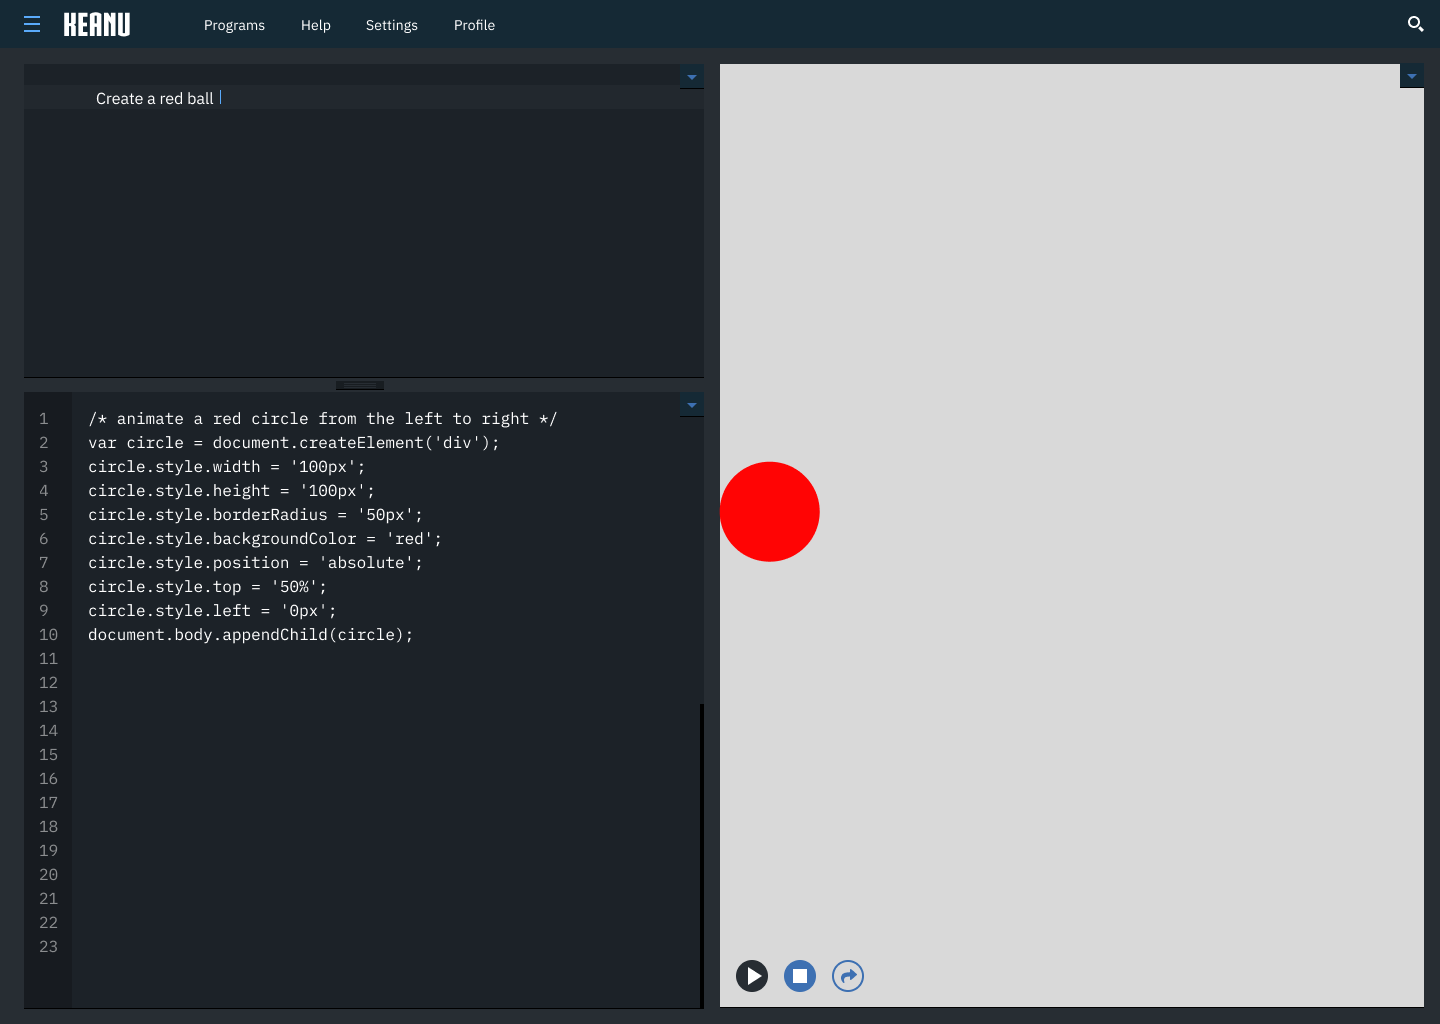 KEANU
Programs
Help
Settings
Profile
Create a red ball
1 /* animate a red circle from the left to right */
2 var circle = document.createElement('div');
3 circle.style.width = '100px';
4 circle.style.height = '100px';
5 circle.style.borderRadius = '50px';
6 circle.style.backgroundColor = 'red';
7 circle.style.position = 'absolute';
8 circle.style.top = '50%';
9 circle.style.left = '0px';
10 document.body.appendChild(circle);
11
12
13
14
15
16
17
18
19
20
21
22
23